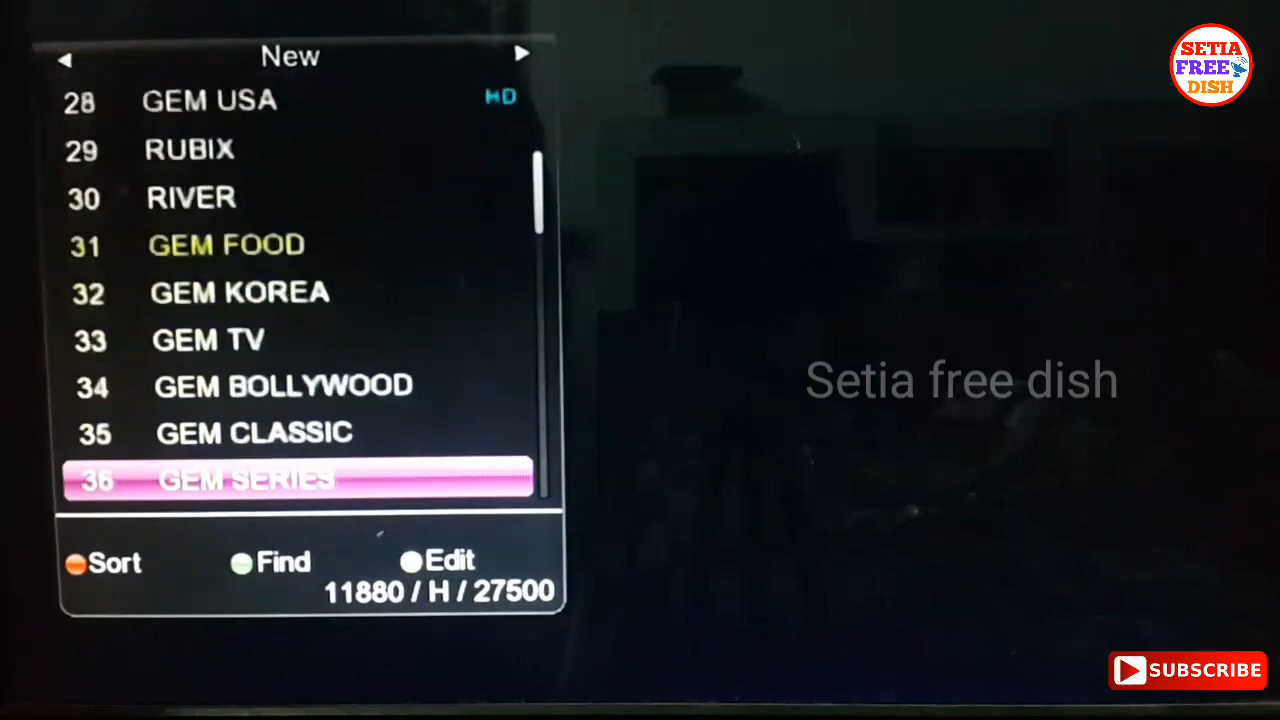 New
28 GEM USA HD
29 RUBIX
30 RIVER
31 GEM FOOD
32 GEM KOREA
33 GEM TV
34 GEM BOLLYWOOD
35 GEM CLASSIC
36 GEM SERIES
Sort Find Edit
11880 / H / 27500
SETIA
FREE
DISH
Setia free dish
SUBSCRIBE